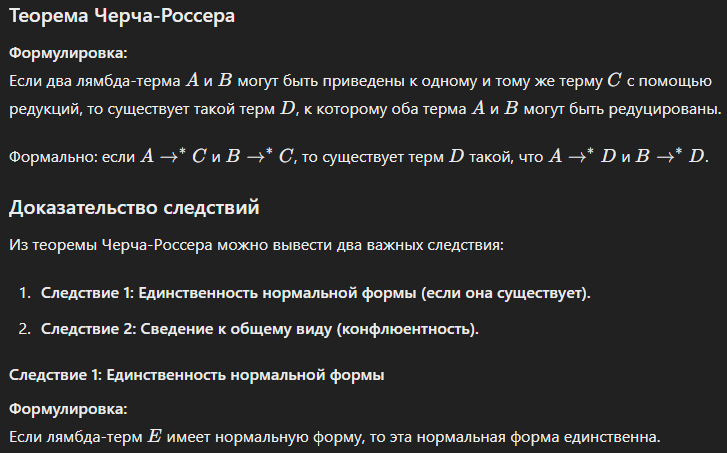 Теорема Черча-Россера
Формулировка:
Если два лямбда-терма A и B могут быть приведены к одному и тому же терму C с помощью
редукций, то существует такой терм D, к которому оба терма A и B могут быть редуцированы.
Формально: если A →* C и B →* C, то существует терм D такой, что A →* D и B →* D.
Доказательство следствий
Из теоремы Черча-Россера можно вывести два важных следствия:
1. Следствие 1: Единственность нормальной формы (если она существует).
2. Следствие 2: Сведение к общему виду (конфлюентность).
Следствие 1: Единственность нормальной формы
Формулировка:
Если лямбда-терм E имеет нормальную форму, то эта нормальная форма единственна.